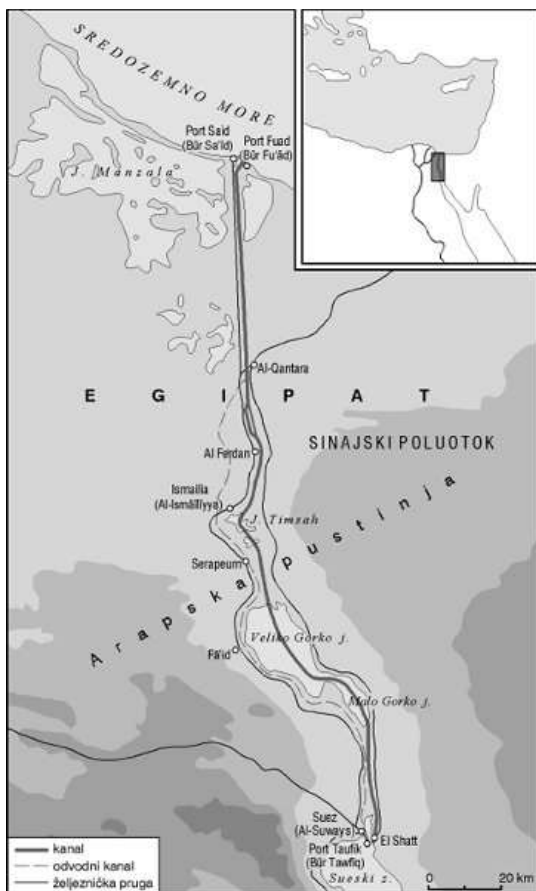 SREDOZEMNO MORE
Port Said
(Būr Sa'īd)
Port Fuad
(Būr Fu'ād)
J. Manzala
Al-Qantara
E G I P A T
SINAJSKI POLUOTOK
Al Ferdan
Ismailia
(Al-Ismāīlīyya)
J. Timsah
Arapska pustinja
Serapeum
Veliko Gorko j.
Fā'id
Malo Gorko j.
Suez
(Al-Suways)
El Shatt
Port Taufik
(Būr Tawfīq)
Sueski z.
kanal
odvodni kanal
željeznička pruga
0 20 km